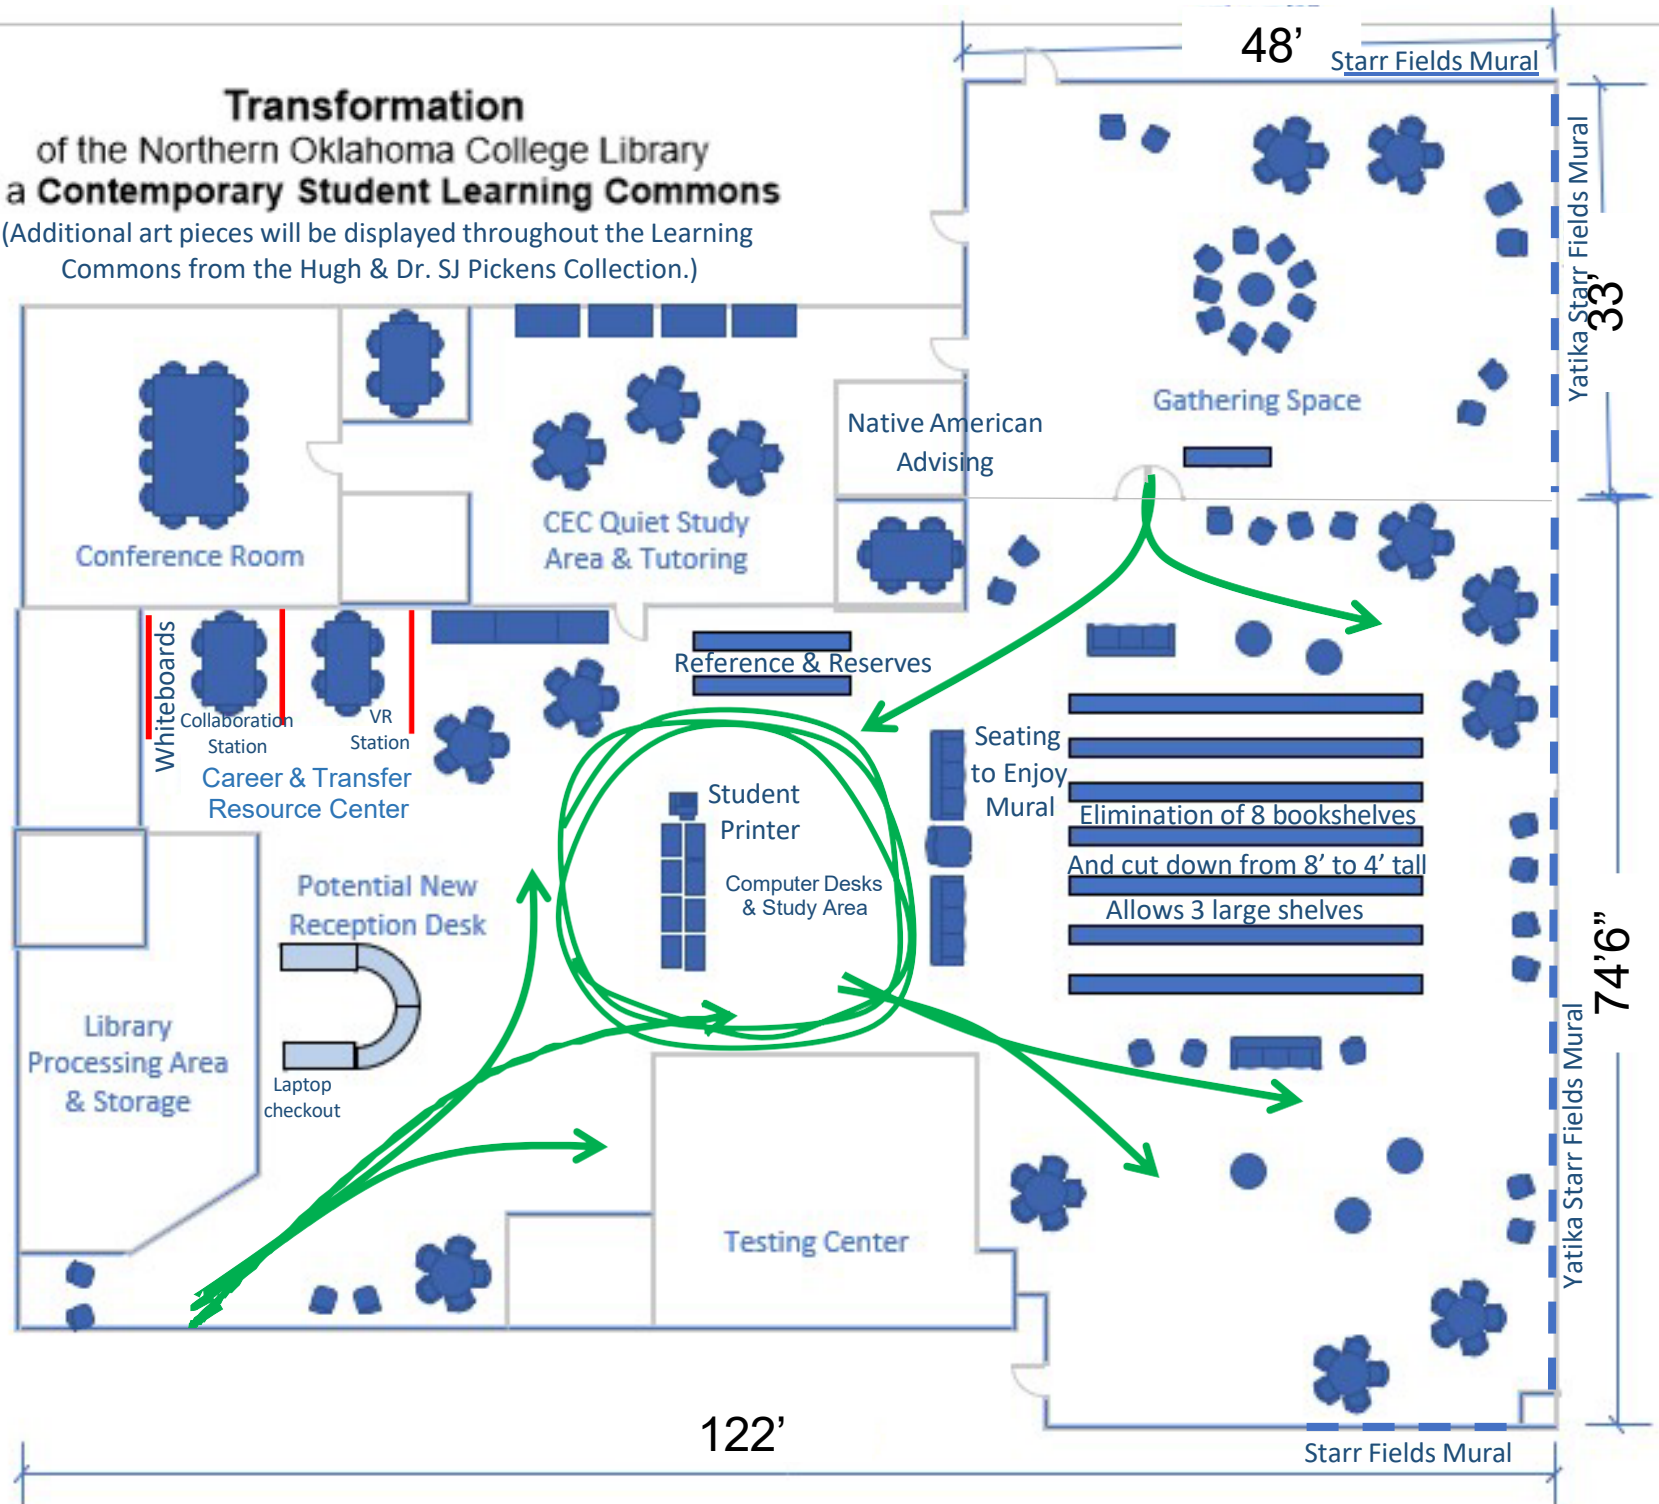 48’
Starr Fields Mural
Transformation
of the Northern Oklahoma College Library
a Contemporary Student Learning Commons
(Additional art pieces will be displayed throughout the Learning
Commons from the Hugh & Dr. SJ Pickens Collection.)
Yatika Starr Fields Mural
33’
Gathering Space
Native American
Advising
Conference Room
CEC Quiet Study
Area & Tutoring
Whiteboards
Collaboration
Station
VR
Station
Career & Transfer
Resource Center
Reference & Reserves
Student
Printer
Computer Desks
& Study Area
Seating
to Enjoy
Mural
Elimination of 8 bookshelves
And cut down from 8’ to 4’ tall
Allows 3 large shelves
74’6”
Potential New
Reception Desk
Laptop
checkout
Library
Processing Area
& Storage
Testing Center
Yatika Starr Fields Mural
122’
Starr Fields Mural